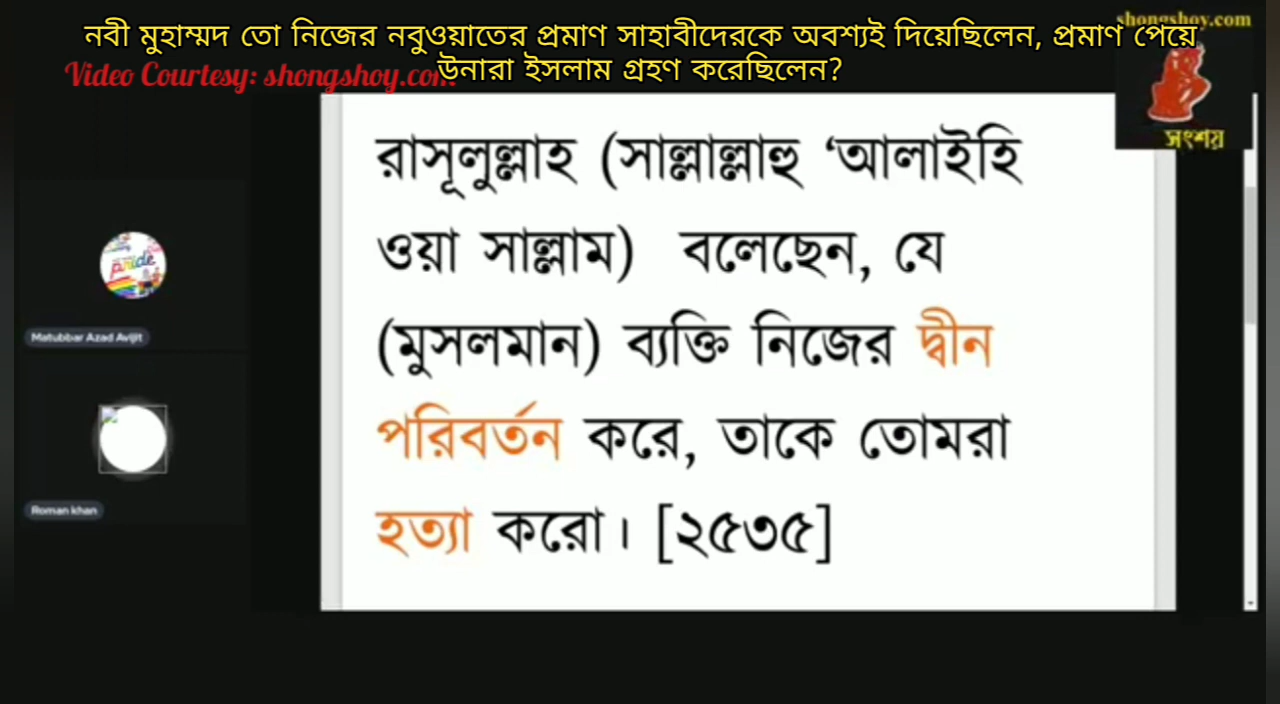 shongshoy.com
নবী মুহাম্মদ তো নিজের নবুওয়াতের প্রমাণ সাহাবীদেরকে অবশ্যই দিয়েছিলেন, প্রমাণ পেয়ে
উনারা ইসলাম গ্রহণ করেছিলেন?
Video Courtesy: shongshoy.com
সংশয়
রাসূলুল্লাহ (সাল্লাল্লাহু ‘আলাইহি
ওয়া সাল্লাম) বলেছেন, যে
(মুসলমান) ব্যক্তি নিজের দ্বীন
পরিবর্তন করে, তাকে তোমরা
হত্যা করো। [২৫৩৫]
pride
Matubbar Azad Avijit
Roman khan